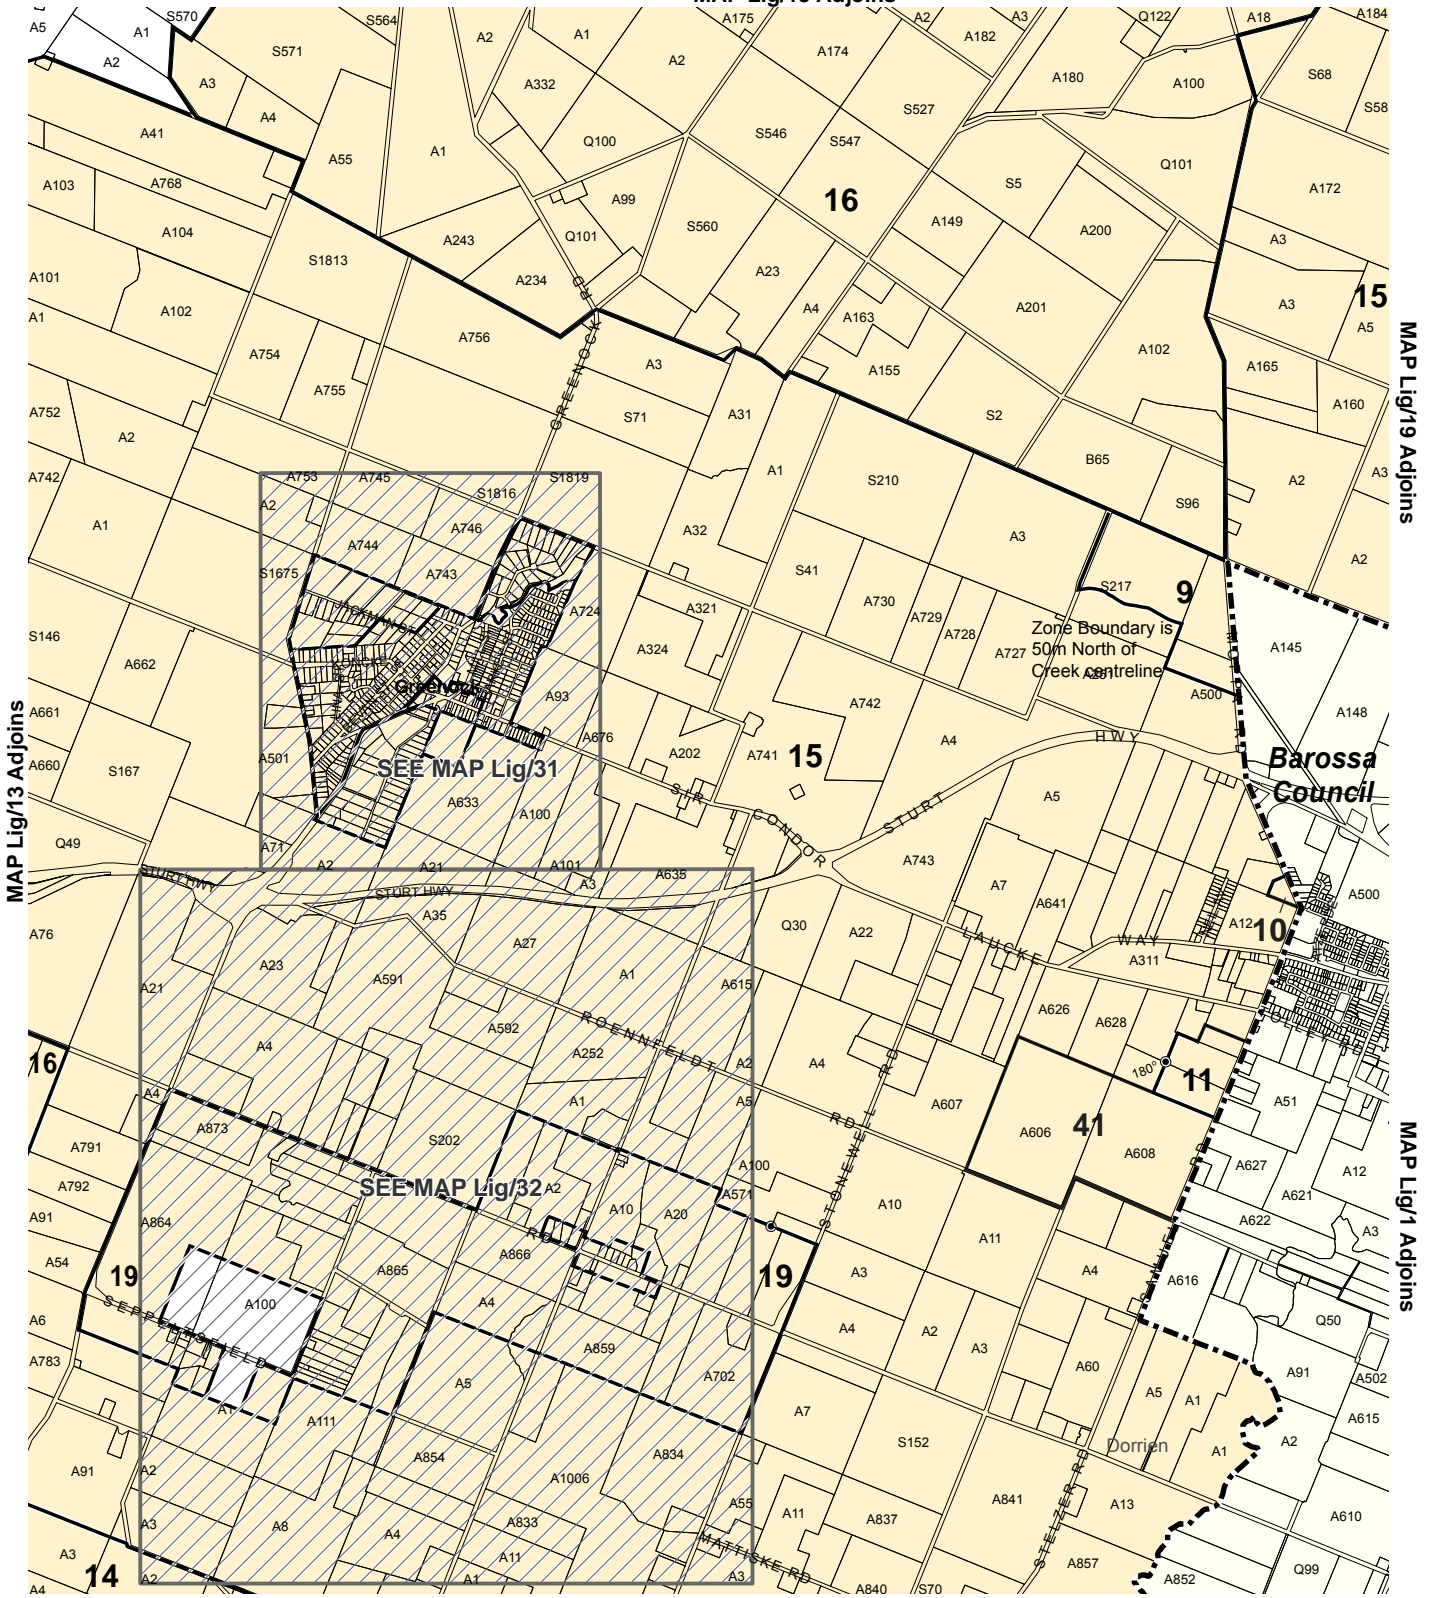 A5
A1
S570
A2
S564
S571
A3
A4
A2
A1
A332
A2
A175
A174
A2
A3
A182
Q122
A180
A100
A18
A184
S68
S58
A41
A55
A1
Q100
S546
S547
S527
Q101
A172
A103
A768
A104
A99
S560
16
S5
A149
A200
A3
S1813
A243
A234
Q101
A23
A4
A163
A201
A102
A3
15
A5
A101
A1
A102
A754
A755
A756
A3
A155
A165
A160
GREENOCK RD
A752
A2
S71
A31
S2
A742
A1
A753
A745
S1816
S1819
A1
S210
B65
S96
A2
A3
A2
A744
A746
A743
A32
A3
S1675
JACKMAN
A724
A321
S41
A730
A729
A728
A727
S217
9
Zone Boundary is
50m North of
Creek centreline
A500
A145
A148
S146
A662
A661
A660
S167
Greenock
A93
A324
A676
A202
A741
A742
15
A4
A501
SEE MAP Lig/31
A633
A100
SIR CONDOR
STURT HWY
A5
Barossa
Council
MAP Lig/13 Adjoins
MAP Lig/19 Adjoins
MAP Lig/1 Adjoins
Q49
A71
A2
A21
A101
A3
A635
STURT HWY
STURT HWY
A743
A7
A641
A12
10
A500
A76
A35
A27
A23
A591
A1
A21
A615
Q30
A22
LAUCKE WAY
A311
A626
A628
A592
ROENNFELDT RD
A252
A4
A2
A4
16
A4
A1
A5
A607
180°
11
A51
A873
S202
A606
41
A608
A791
A792
A91
SEE MAP Lig/32
A2
A571
A100
STONEWELL RD
A10
A627
A12
A621
A622
A3
A864
A10
A20
RD
A866
A11
A54
19
A865
19
A3
A4
A616
A6
A100
SEPPELTSFIELD
A4
A859
A4
A2
A3
Q50
A783
A5
A702
A60
A5
A1
A91
A502
A615
A1
A111
A7
S152
Dorrien
A1
A2
A91
A2
A854
A1006
A834
A841
A13
A610
A3
A8
A4
A833
A11
A55
A11
A837
STELZER RD
A857
A3
A4
14
A2
A1
MATTISKE RD
A3
A840
S70
A852
Q99